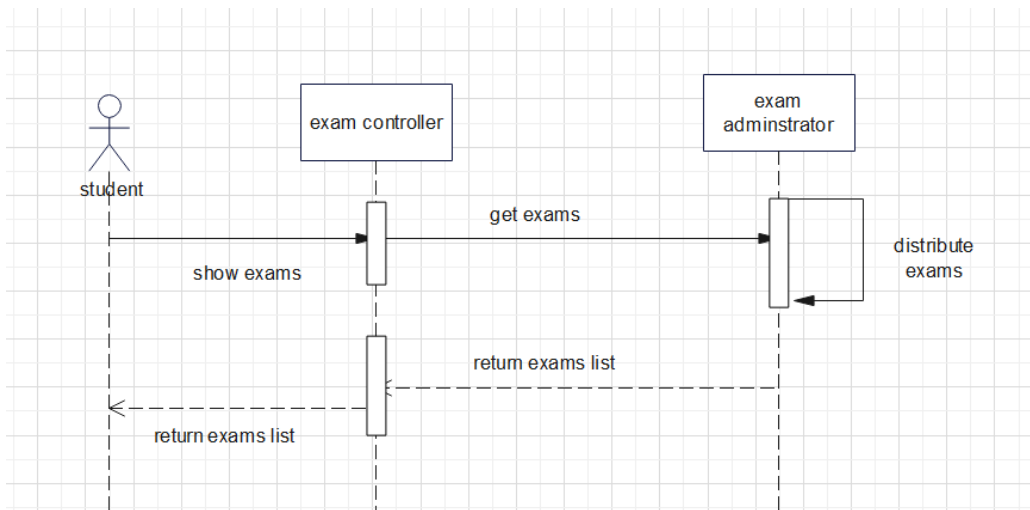 exam controller
exam
adminstrator
student
get exams
show exams
distribute
exams
return exams list
return exams list